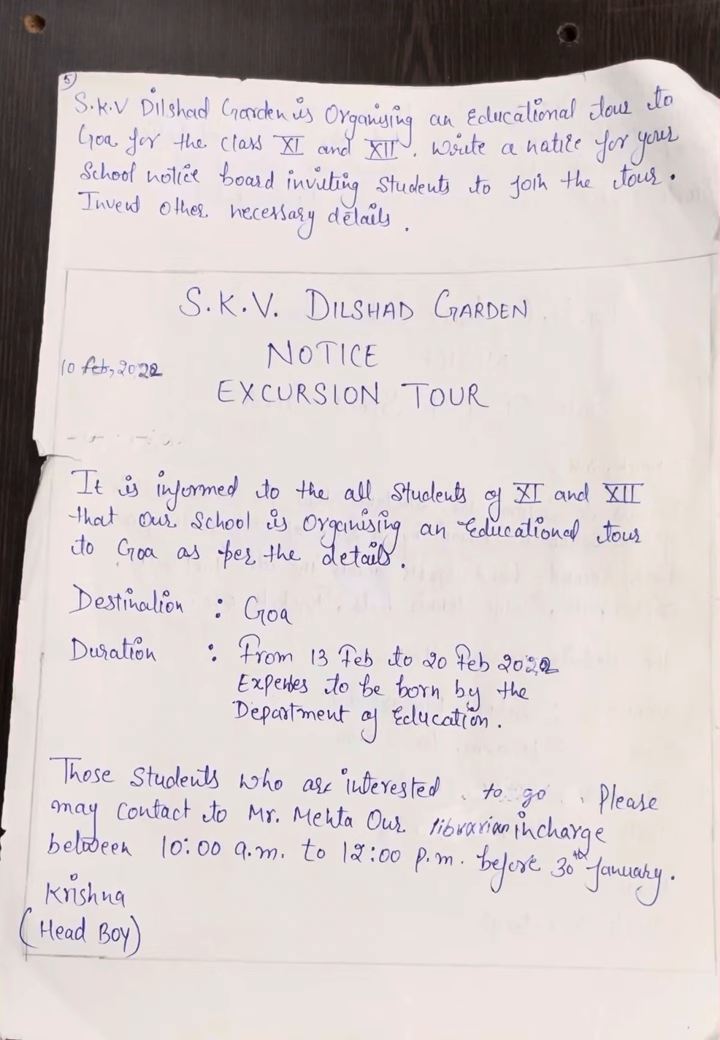 5)
S.K.V Dilshad Garden is Organising an Educational tour to
Goa for the class XI and XII. Write a notice for your
School notice board inviting Students to join the tour.
Invent other necessary details.
S.K.V. DILSHAD GARDEN
NOTICE
10 feb, 2022
EXCURSION TOUR
It is informed to the all Students of XI and XII
that our School is Organising an Educational tour
to Goa as per the details.
Destination : Goa
Duration : From 13 Feb to 20 Feb 2022
Expenses to be born by the
Department of Education.
Those Students who are interested to go Please
may contact to Mr. Mehta Our librarian incharge
between 10:00 a.m. to 12:00 p.m. before 30th January.
Krishna
(Head Boy)